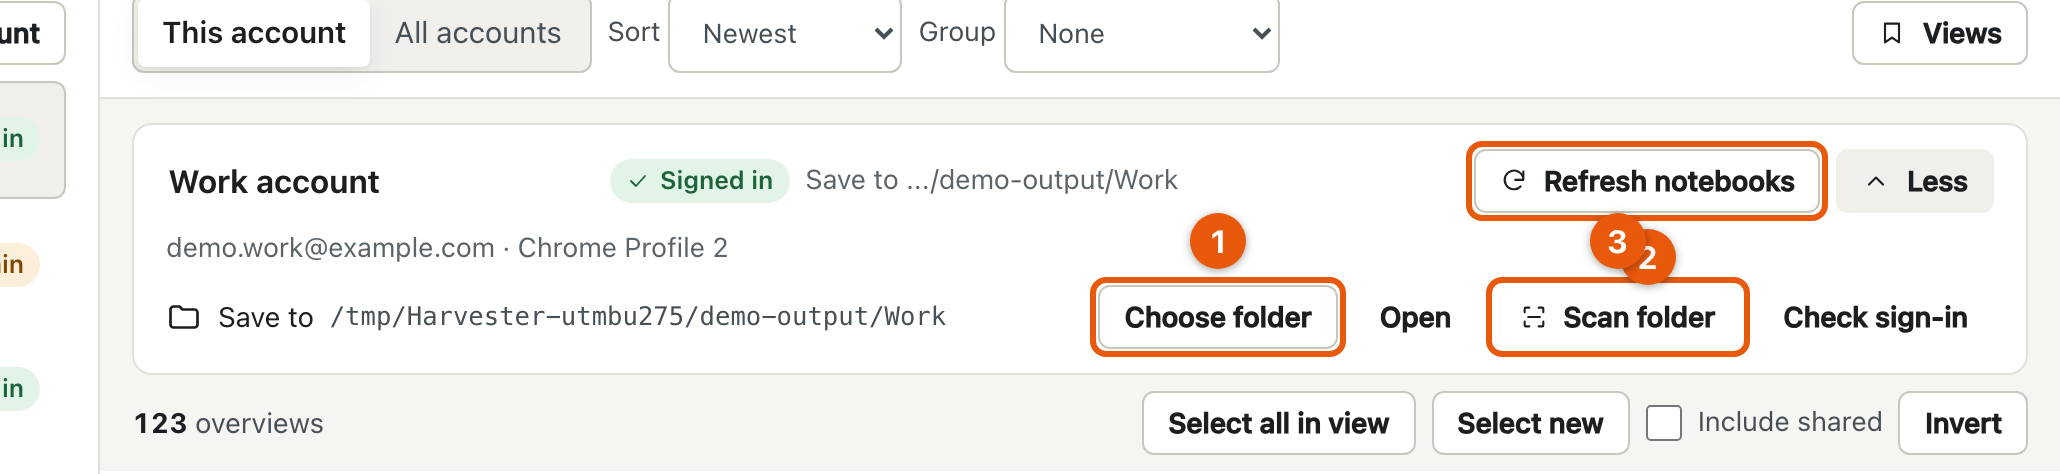 unt
This account All accounts Sort Newest Group None Views
in
Work account Signed in Save to .../demo-output/Work Refresh notebooks Less
1 3 2
demo.work@example.com · Chrome Profile 2
in
Save to /tmp/Harvester-utmbu275/demo-output/Work Choose folder Open Scan folder Check sign-in
in
123 overviews Select all in view Select new Include shared Invert